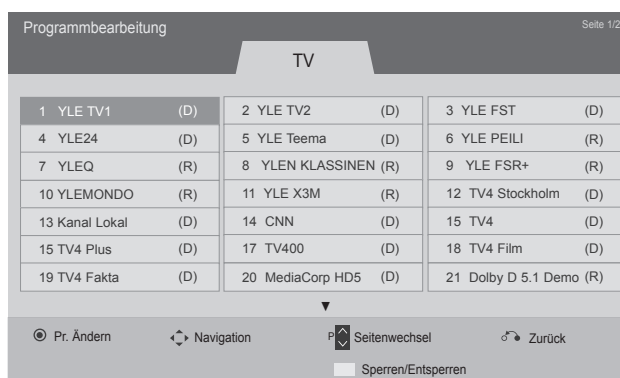 Programmbearbeitung Seite 1/2
TV
1 YLE TV1 (D) 2 YLE TV2 (D) 3 YLE FST (D)
4 YLE24 (D) 5 YLE Teema (D) 6 YLE PEILI (R)
7 YLEQ (R) 8 YLEN KLASSINEN (R) 9 YLE FSR+ (R)
10 YLEMONDO (R) 11 YLE X3M (R) 12 TV4 Stockholm (D)
13 Kanal Lokal (D) 14 CNN (D) 15 TV4 (D)
15 TV4 Plus (D) 17 TV400 (D) 18 TV4 Film (D)
19 TV4 Fakta (D) 20 MediaCorp HD5 (D) 21 Dolby D 5.1 Demo (R)
Pr. Ändern Navigation P Seitenwechsel Zurück
Sperren/Entsperren